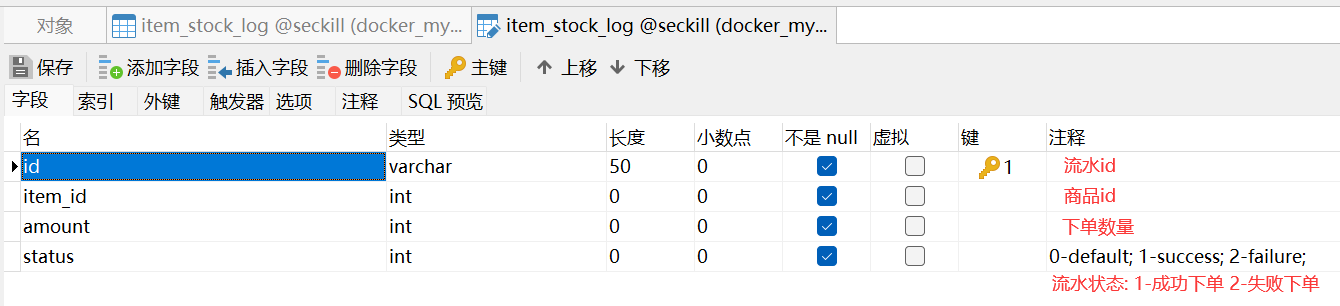 对象 item_stock_log @seckill (docker_my... item_stock_log @seckill (docker_my...
保存 添加字段 插入字段 删除字段 主键 上移 下移
字段 索引 外键 触发器 选项 注释 SQL 预览
名 类型 长度 小数点 不是 null 虚拟 键 注释
id varchar 50 0 1 流水id
item_id int 0 0 商品id
amount int 0 0 下单数量
status int 0 0 0-default; 1-success; 2-failure;
流水状态: 1-成功下单 2-失败下单